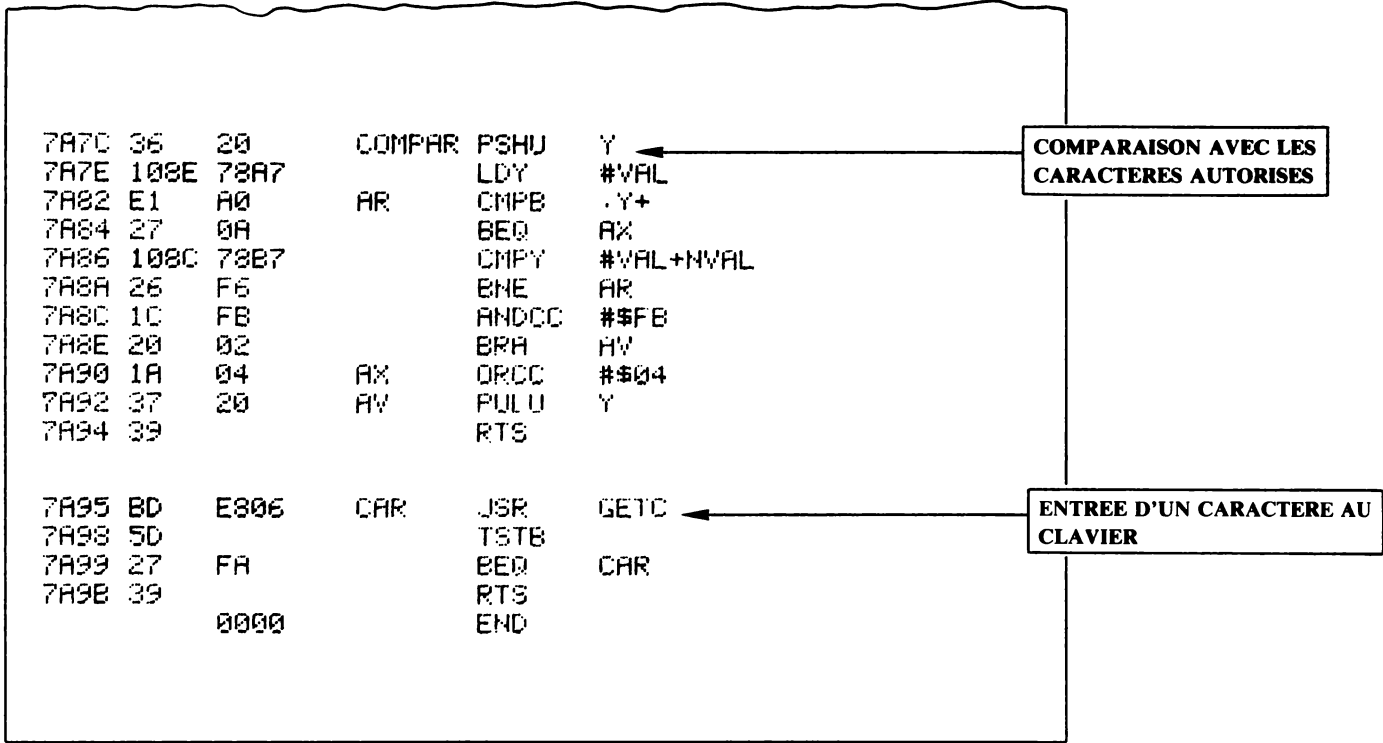 7A7C 36 20 COMPAR PSHU Y
7A7E 108E 78A7 LDY #VAL
7A82 E1 A0 AR CMPB ,Y+
7A84 27 0A BEQ AX
7A86 108C 78B7 CMPY #VAL+NVAL
7A8A 26 F6 BNE AR
7A8C 1C FB ANDCC #$FB
7A8E 20 02 BRA AV
7A90 1A 04 AX ORCC #$04
7A92 37 20 AV PULU Y
7A94 39 RTS
COMPARAISON AVEC LES
CARACTERES AUTORISES
7A95 BD E806 CAR JSR GETC
7A98 5D TSTB
7A99 27 FA BEQ CAR
7A9B 39 RTS
0000 END
ENTREE D'UN CARACTERE AU
CLAVIER